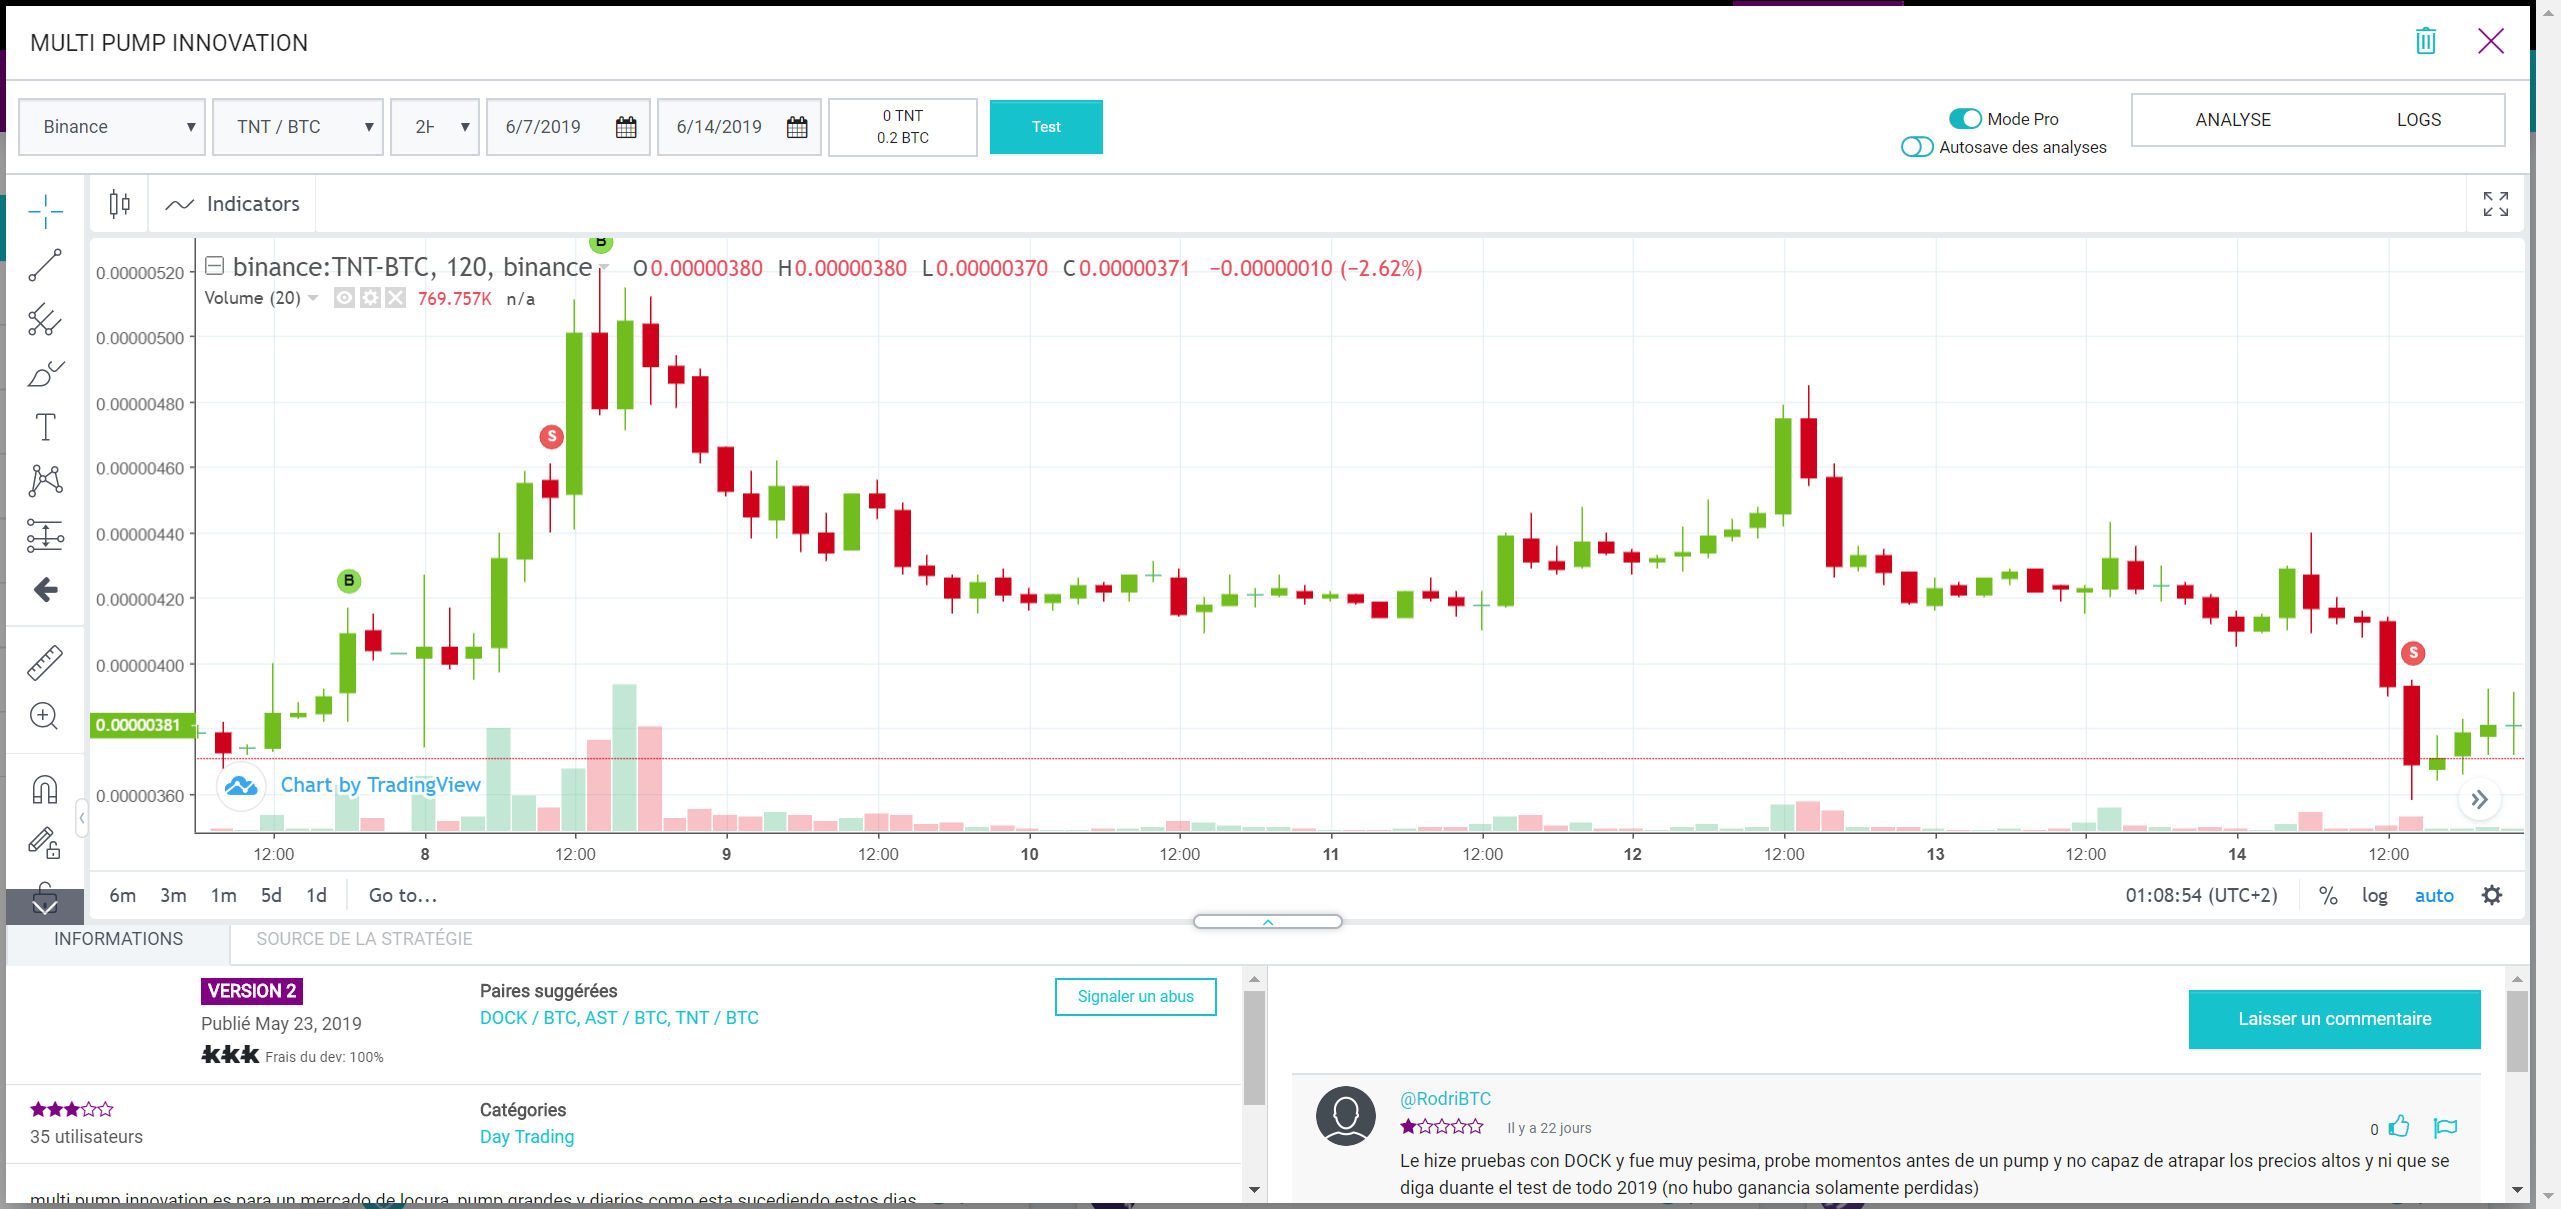 MULTI PUMP INNOVATION
Binance
TNT / BTC
2H
6/7/2019
6/14/2019
0 TNT
0.2 BTC
Test
Mode Pro
Autosave des analyses
ANALYSE
LOGS
Indicators
B
binance:TNT-BTC, 120, binance O0.00000380 H0.00000380 L0.00000370 C0.00000371 −0.00000010 (−2.62%)
Volume (20) 769.757K n/a
0.00000520
0.00000500
0.00000480
S
0.00000460
0.00000440
B
0.00000420
0.00000400
S
0.00000381
Chart by TradingView
0.00000360
12:00 8 12:00 9 12:00 10 12:00 11 12:00 12 12:00 13 12:00 14 12:00
6m 3m 1m 5d 1d Go to...
01:08:54 (UTC+2) % log auto
INFORMATIONS
SOURCE DE LA STRATÉGIE
VERSION 2
Publié May 23, 2019
Frais du dev: 100%
Paires suggérées
DOCK / BTC, AST / BTC, TNT / BTC
Signaler un abus
35 utilisateurs
Catégories
Day Trading
multi pump innovation es para un mercado de locura, pump grandes y diarios como esta sucediendo estos dias
Laisser un commentaire
@RodriBTC
Il y a 22 jours
0
Le hize pruebas con DOCK y fue muy pesima, probe momentos antes de un pump y no capaz de atrapar los precios altos y ni que se
diga duante el test de todo 2019 (no hubo ganancia solamente perdidas)